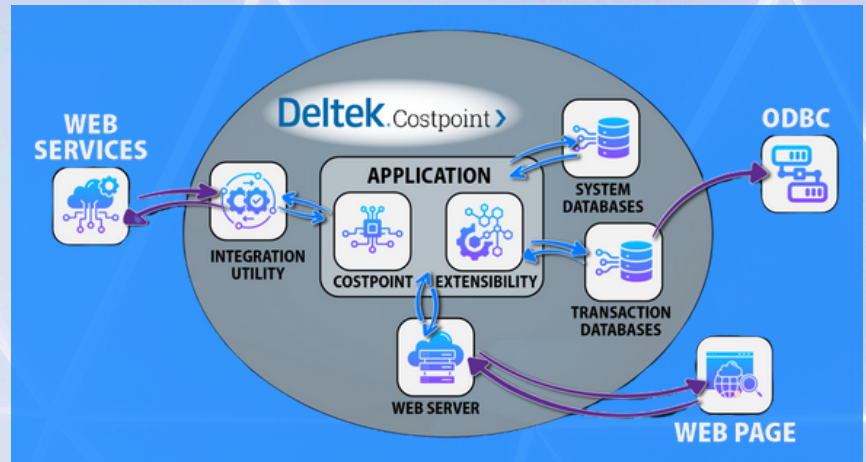 Deltek Costpoint
WEB
SERVICES
ODBC
APPLICATION
SYSTEM
DATABASES
INTEGRATION
UTILITY
COSTPOINT
EXTENSIBILITY
TRANSACTION
DATABASES
WEB SERVER
WEB PAGE